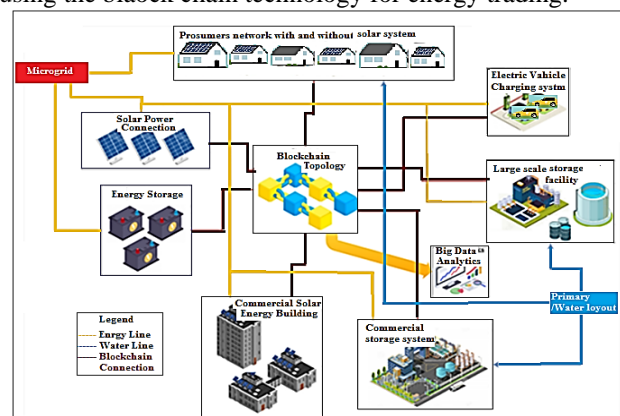 using the blabck chain technology for energy trading.
Prosumers network with and without solar system
Microgrid
Electric Vehicle
Charging systm
Solar Power
Connection
Blockchain
Topology
Large scale storage
facility
Energy Storage
Big Data
Analytics
Commercial Solar
Energy Building
Primary
/Water loyout
Commercial
storage system
Legend
Enrgy Line
Water Line
Blockchain
Connection